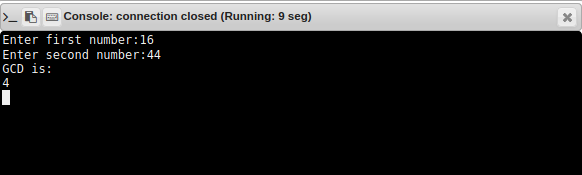 Console: connection closed (Running: 9 seg)
Enter first number:16
Enter second number:44
GCD is:
4